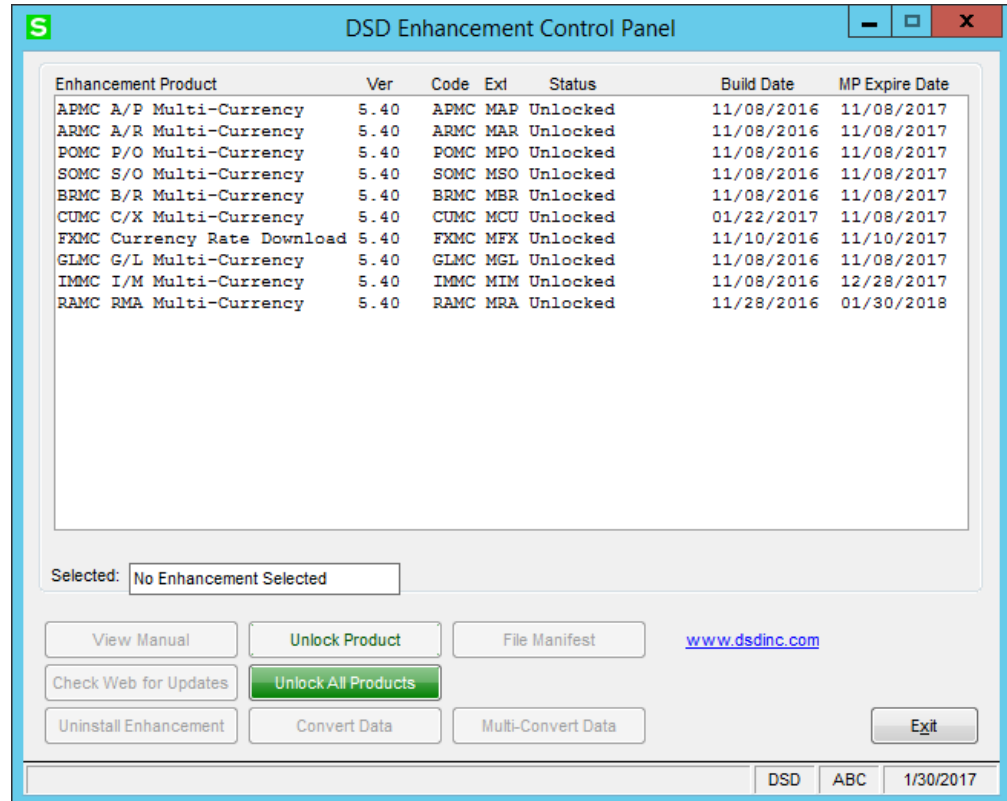 S DSD Enhancement Control Panel x
Enhancement Product Ver Code Ext Status Build Date MP Expire Date
APMC A/P Multi-Currency 5.40 APMC MAP Unlocked 11/08/2016 11/08/2017
ARMC A/R Multi-Currency 5.40 ARMC MAR Unlocked 11/08/2016 11/08/2017
POMC P/O Multi-Currency 5.40 POMC MPO Unlocked 11/08/2016 11/08/2017
SOMC S/O Multi-Currency 5.40 SOMC MSO Unlocked 11/08/2016 11/08/2017
BRMC B/R Multi-Currency 5.40 BRMC MBR Unlocked 11/08/2016 11/08/2017
CUMC C/X Multi-Currency 5.40 CUMC MCU Unlocked 01/22/2017 11/08/2017
FXMC Currency Rate Download 5.40 FXMC MFX Unlocked 11/10/2016 11/10/2017
GLMC G/L Multi-Currency 5.40 GLMC MGL Unlocked 11/08/2016 11/08/2017
IMMC I/M Multi-Currency 5.40 IMMC MIM Unlocked 11/08/2016 12/28/2017
RAMC RMA Multi-Currency 5.40 RAMC MRA Unlocked 11/28/2016 01/30/2018
Selected: No Enhancement Selected
View Manual Unlock Product File Manifest www.dsdinc.com
Check Web for Updates Unlock All Products
Uninstall Enhancement Convert Data Multi-Convert Data Exit
DSD ABC 1/30/2017